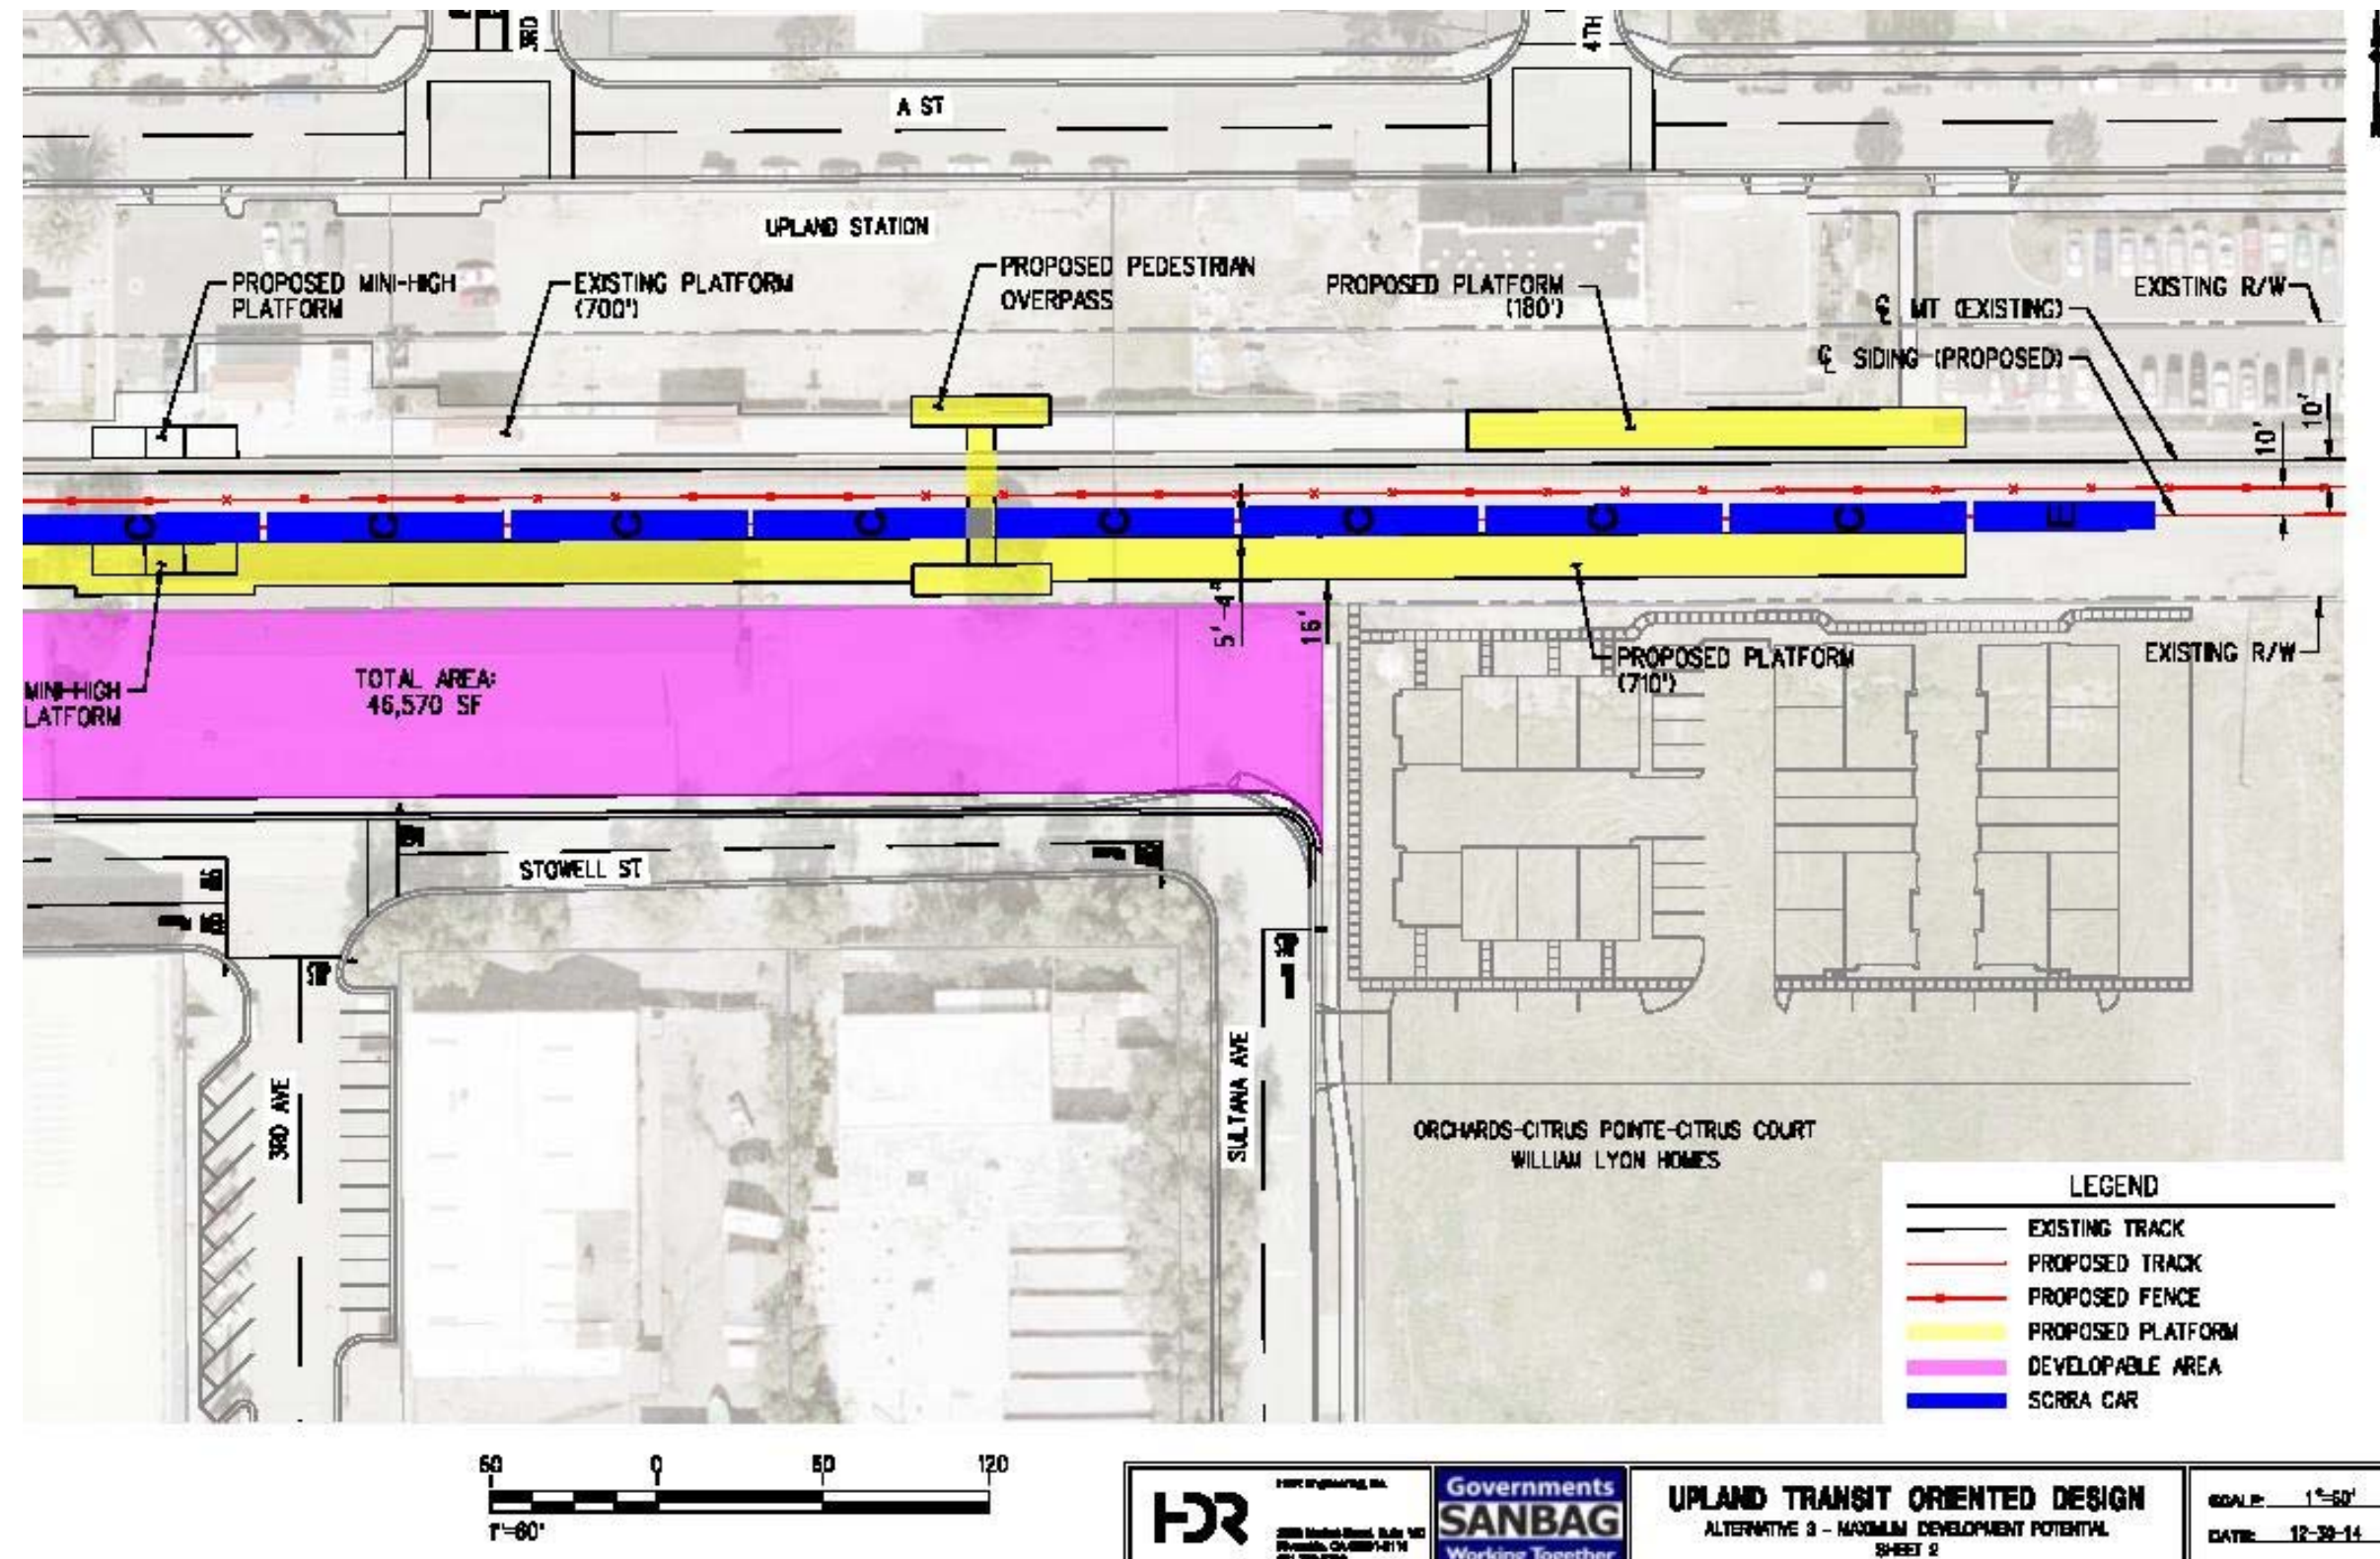 3RD
4TH
A ST
UPLAND STATION
PROPOSED MINI-HIGH
PLATFORM
EXISTING PLATFORM
(700')
PROPOSED PEDESTRIAN
OVERPASS
PROPOSED PLATFORM
(180')
℄ MT (EXISTING)
EXISTING R/W
℄ SIDING (PROPOSED)
10'
10'
C
C
C
C
C
C
C
C
E
5'-4"
16'
MINI-HIGH
LATFORM
TOTAL AREA:
46,570 SF
PROPOSED PLATFORM
(710')
EXISTING R/W
STOWELL ST
3RD AVE
SULTANA AVE
ORCHARDS-CITRUS POINTE-CITRUS COURT
WILLIAM LYON HOMES
LEGEND
EXISTING TRACK
PROPOSED TRACK
PROPOSED FENCE
PROPOSED PLATFORM
DEVELOPABLE AREA
SCRRA CAR
60 0 60 120
1"=60'
HDR
Governments
SANBAG
Working Together
UPLAND TRANSIT ORIENTED DESIGN
ALTERNATIVE 3 - MAXIMUM DEVELOPMENT POTENTIAL
SHEET 2
SCALE: 1"=60'
DATE: 12-30-14